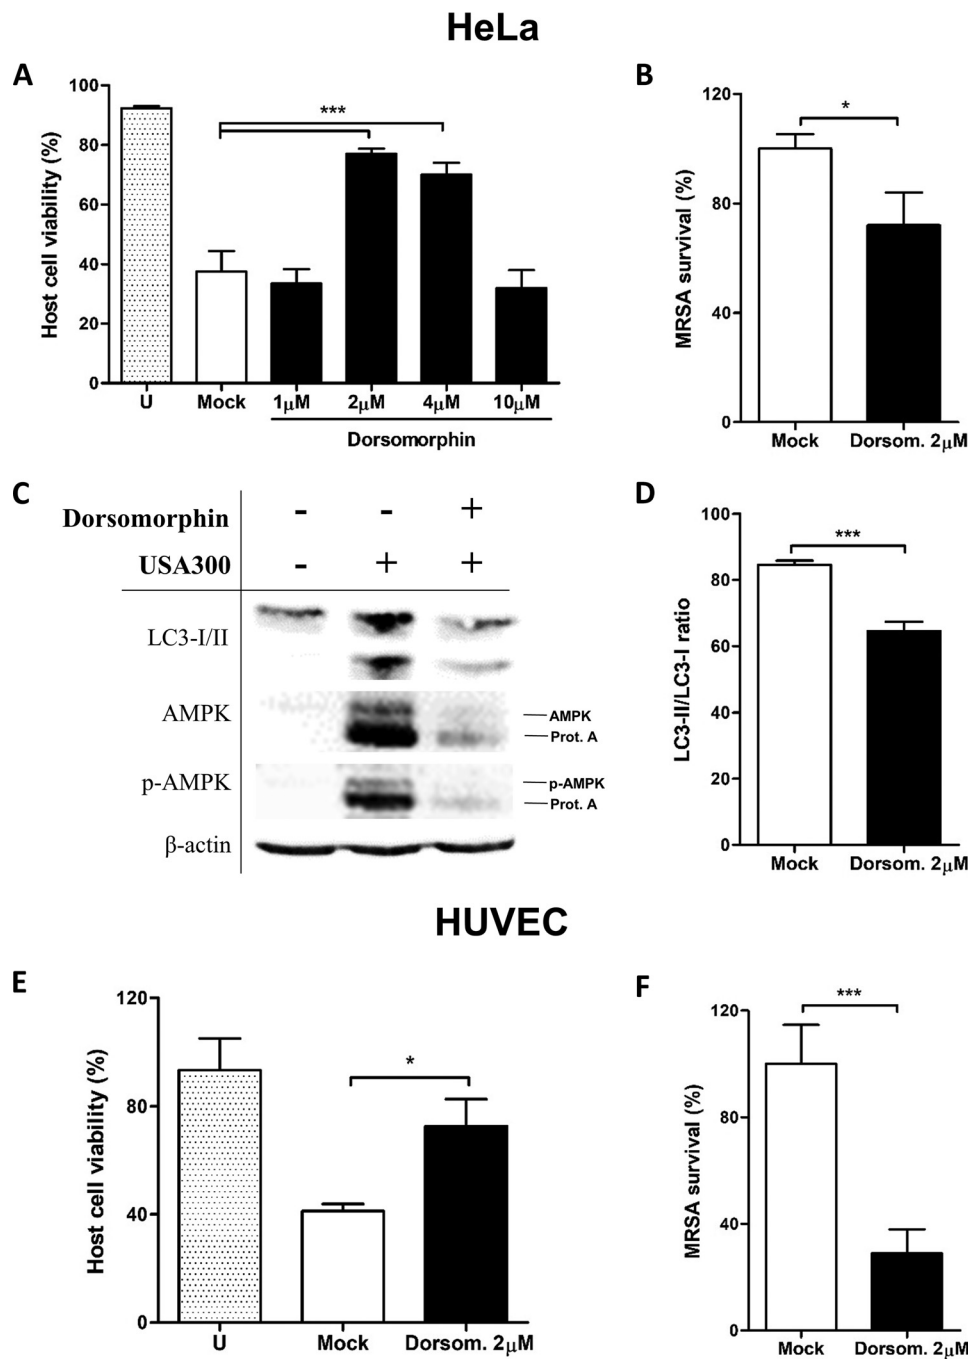 HeLa
A
Host cell viability (%)
100
80
60
40
20
0
***
U Mock 1μM 2μM 4μM 10μM
Dorsomorphin
B
MRSA survival (%)
120
80
40
0
*
Mock Dorsom. 2μM
C
Dorsomorphin - - +
USA300 - + +
LC3-I/II
AMPK
AMPK
Prot. A
p-AMPK
p-AMPK
Prot. A
β-actin
D
LC3-II/LC3-I ratio
100
80
60
40
20
0
***
Mock Dorsom. 2μM
HUVEC
E
Host cell viability (%)
120
80
40
0
*
U Mock Dorsom. 2μM
F
MRSA survival (%)
120
80
40
0
***
Mock Dorsom. 2μM